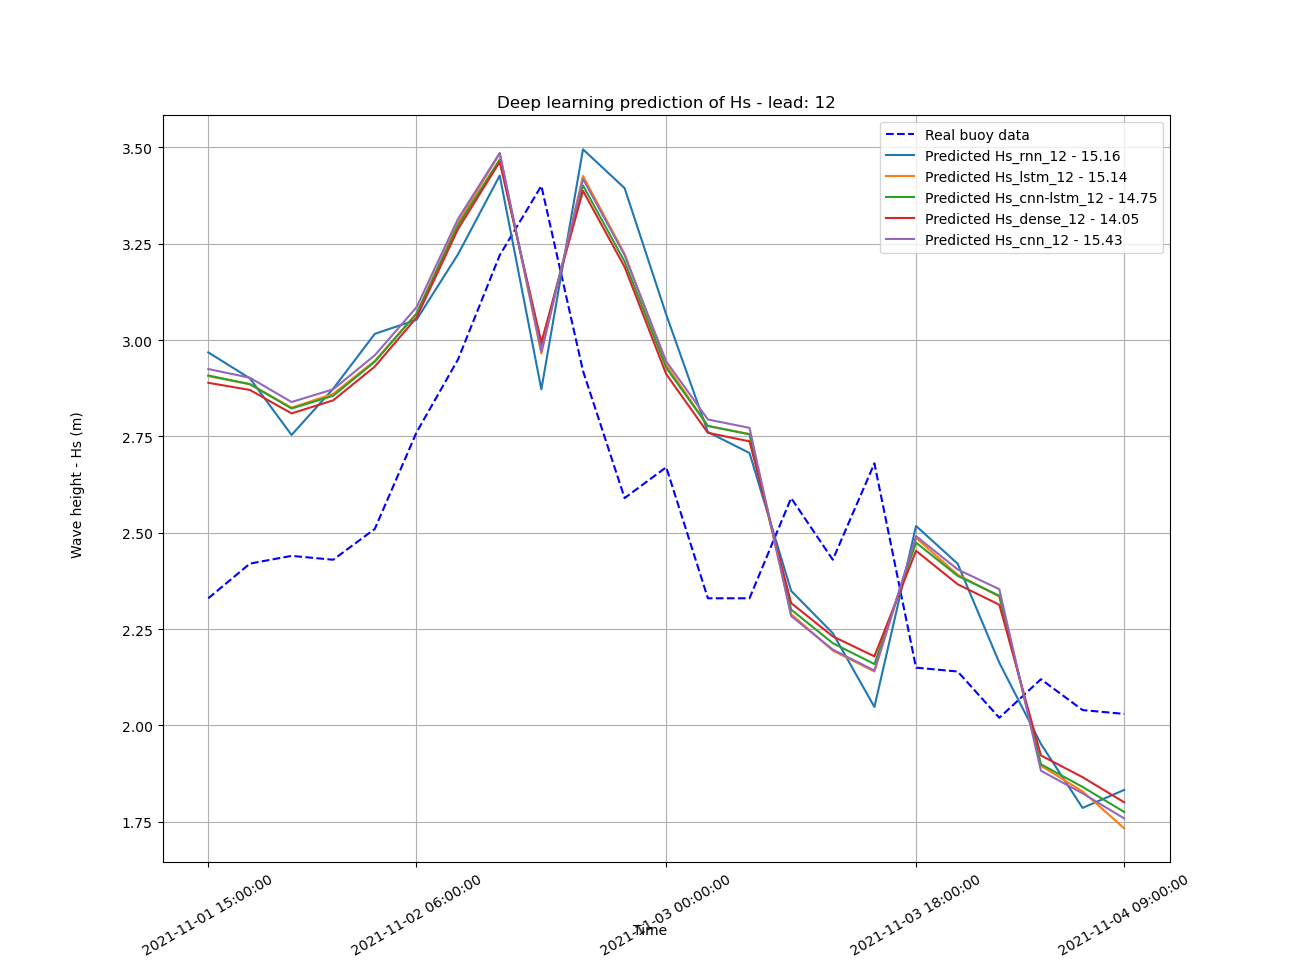 Deep learning prediction of Hs - lead: 12
Real buoy data
Predicted Hs_rnn_12 - 15.16
Predicted Hs_lstm_12 - 15.14
Predicted Hs_cnn-lstm_12 - 14.75
Predicted Hs_dense_12 - 14.05
Predicted Hs_cnn_12 - 15.43
Wave height - Hs (m)
3.50
3.25
3.00
2.75
2.50
2.25
2.00
1.75
2021-11-01 15:00:00
2021-11-02 06:00:00
2021-11-03 00:00:00
2021-11-03 18:00:00
2021-11-04 09:00:00
Time